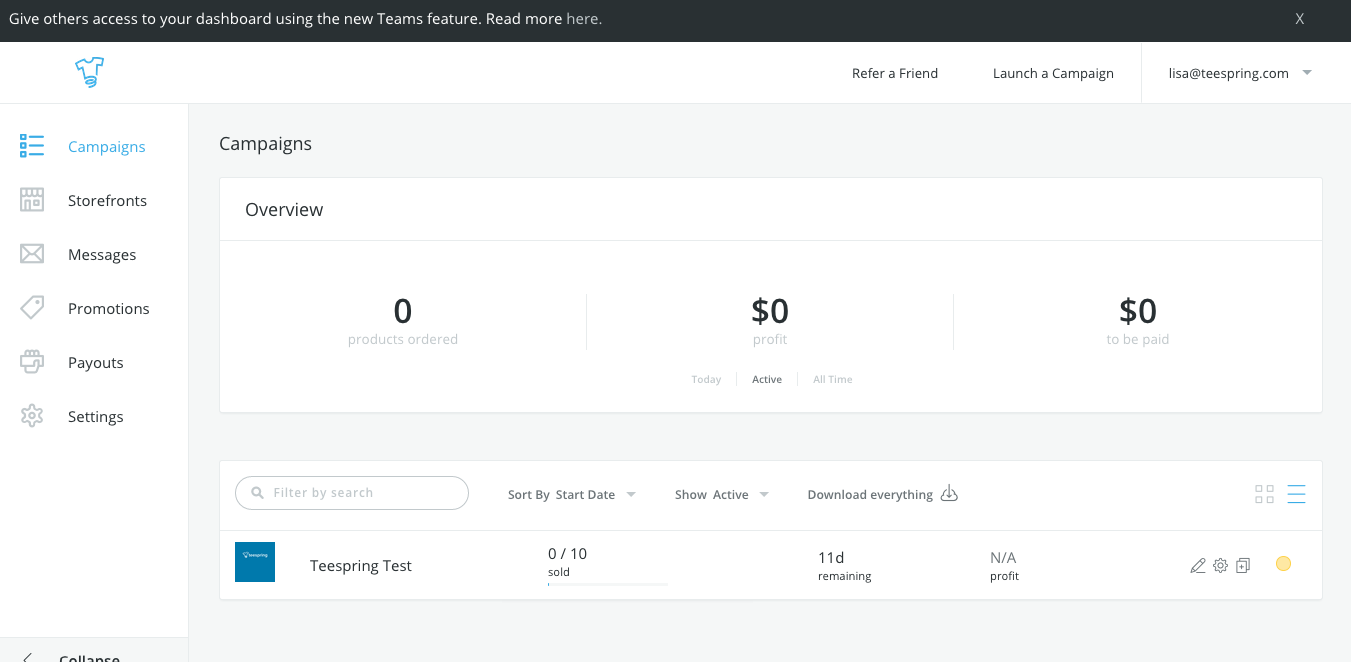 Give others access to your dashboard using the new Teams feature. Read more here.
X
Refer a Friend
Launch a Campaign
lisa@teespring.com
Campaigns
Storefronts
Messages
Promotions
Payouts
Settings
Collapse
Campaigns
Overview
0
products ordered
$0
profit
$0
to be paid
Today
Active
All Time
Filter by search
Sort By Start Date
Show Active
Download everything
teespring
Teespring Test
0 / 10
sold
11d
remaining
N/A
profit